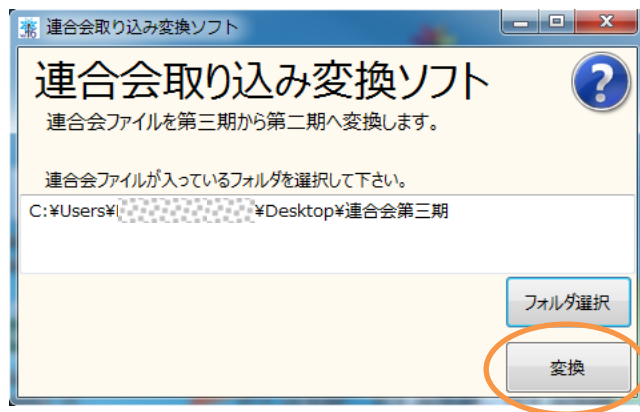 連合会取り込み変換ソフト
連合会取り込み変換ソフト
連合会ファイルを第三期から第二期へ変換します。
連合会ファイルが入っているフォルダを選択して下さい。
C:¥Users¥ ¥Desktop¥連合会第三期
フォルダ選択
変換